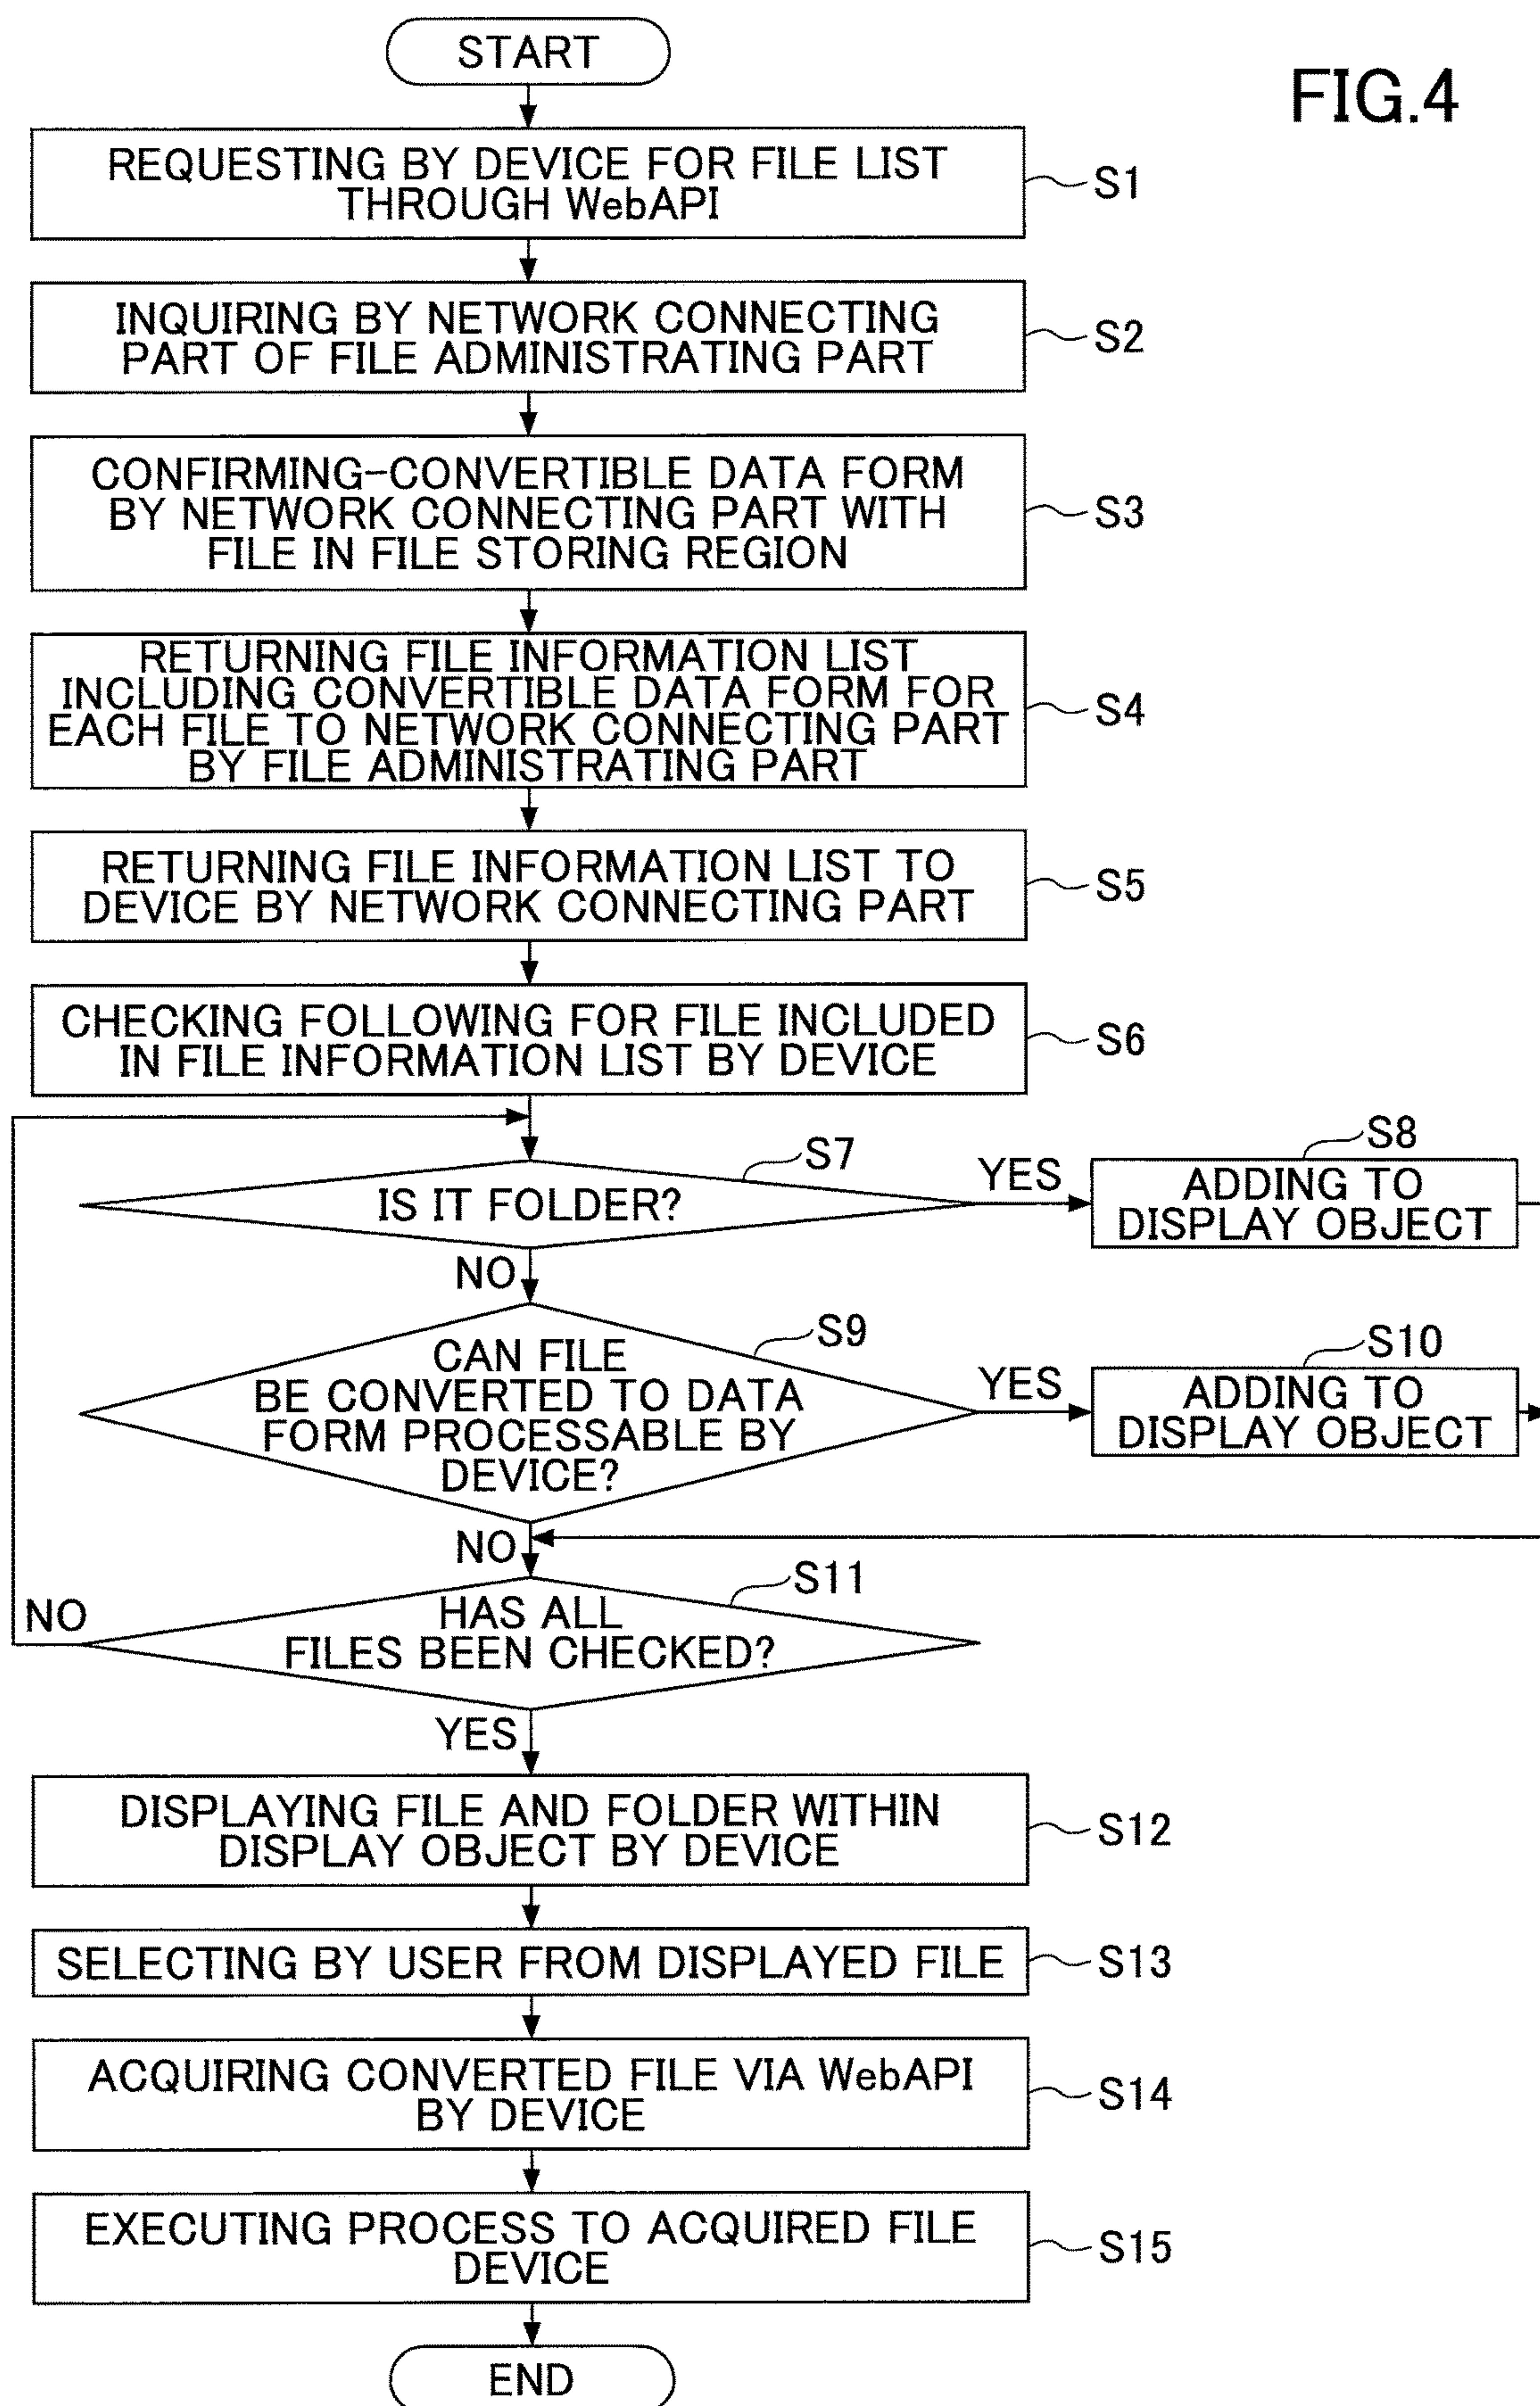 START
FIG.4
REQUESTING BY DEVICE FOR FILE LIST
THROUGH WebAPI
S1
INQUIRING BY NETWORK CONNECTING
PART OF FILE ADMINISTRATING PART
S2
CONFIRMING-CONVERTIBLE DATA FORM
BY NETWORK CONNECTING PART WITH
FILE IN FILE STORING REGION
S3
RETURNING FILE INFORMATION LIST
INCLUDING CONVERTIBLE DATA FORM FOR
EACH FILE TO NETWORK CONNECTING PART
BY FILE ADMINISTRATING PART
S4
RETURNING FILE INFORMATION LIST TO
DEVICE BY NETWORK CONNECTING PART
S5
CHECKING FOLLOWING FOR FILE INCLUDED
IN FILE INFORMATION LIST BY DEVICE
S6
S7
IS IT FOLDER?
YES
S8
ADDING TO
DISPLAY OBJECT
NO
S9
CAN FILE
BE CONVERTED TO DATA
FORM PROCESSABLE BY
DEVICE?
YES
S10
ADDING TO
DISPLAY OBJECT
NO
S11
HAS ALL
FILES BEEN CHECKED?
NO
YES
DISPLAYING FILE AND FOLDER WITHIN
DISPLAY OBJECT BY DEVICE
S12
SELECTING BY USER FROM DISPLAYED FILE
S13
ACQUIRING CONVERTED FILE VIA WebAPI
BY DEVICE
S14
EXECUTING PROCESS TO ACQUIRED FILE
DEVICE
S15
END